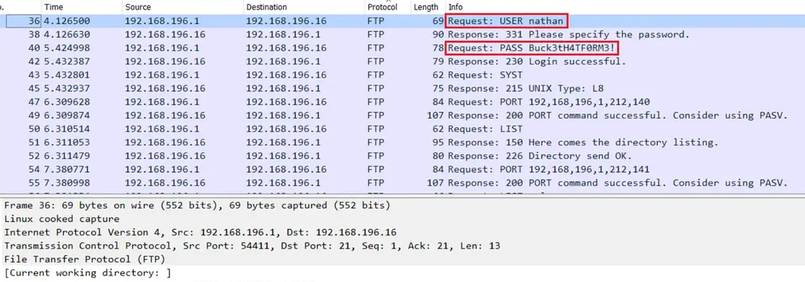 o. Time Source Destination Protocol Length Info
36 4.126500 192.168.196.1 192.168.196.16 FTP 69 Request: USER nathan
38 4.126630 192.168.196.16 192.168.196.1 FTP 90 Response: 331 Please specify the password.
40 5.424998 192.168.196.1 192.168.196.16 FTP 78 Request: PASS Buck3tH4TF0RM3!
42 5.432387 192.168.196.16 192.168.196.1 FTP 79 Response: 230 Login successful.
43 5.432801 192.168.196.1 192.168.196.16 FTP 62 Request: SYST
45 5.432937 192.168.196.16 192.168.196.1 FTP 75 Response: 215 UNIX Type: L8
47 6.309628 192.168.196.1 192.168.196.16 FTP 84 Request: PORT 192,168,196,1,212,140
49 6.309874 192.168.196.16 192.168.196.1 FTP 107 Response: 200 PORT command successful. Consider using PASV.
50 6.310514 192.168.196.1 192.168.196.16 FTP 62 Request: LIST
51 6.311053 192.168.196.16 192.168.196.1 FTP 95 Response: 150 Here comes the directory listing.
52 6.311479 192.168.196.16 192.168.196.1 FTP 80 Response: 226 Directory send OK.
54 7.380771 192.168.196.1 192.168.196.16 FTP 84 Request: PORT 192,168,196,1,212,141
55 7.380998 192.168.196.16 192.168.196.1 FTP 107 Response: 200 PORT command successful. Consider using PASV.
Frame 36: 69 bytes on wire (552 bits), 69 bytes captured (552 bits)
Linux cooked capture
Internet Protocol Version 4, Src: 192.168.196.1, Dst: 192.168.196.16
Transmission Control Protocol, Src Port: 54411, Dst Port: 21, Seq: 1, Ack: 21, Len: 13
File Transfer Protocol (FTP)
[Current working directory: ]